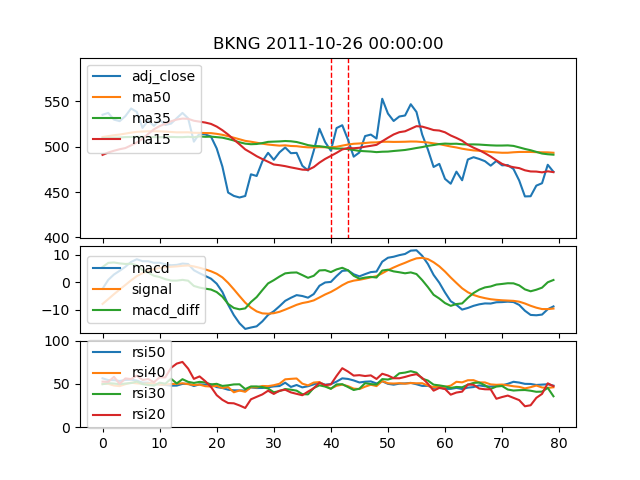 BKNG 2011-10-26 00:00:00
adj_close
ma50
ma35
ma15
550
500
450
400
macd
signal
macd_diff
10
0
−10
rsi50
rsi40
rsi30
rsi20
100
50
0
0 10 20 30 40 50 60 70 80